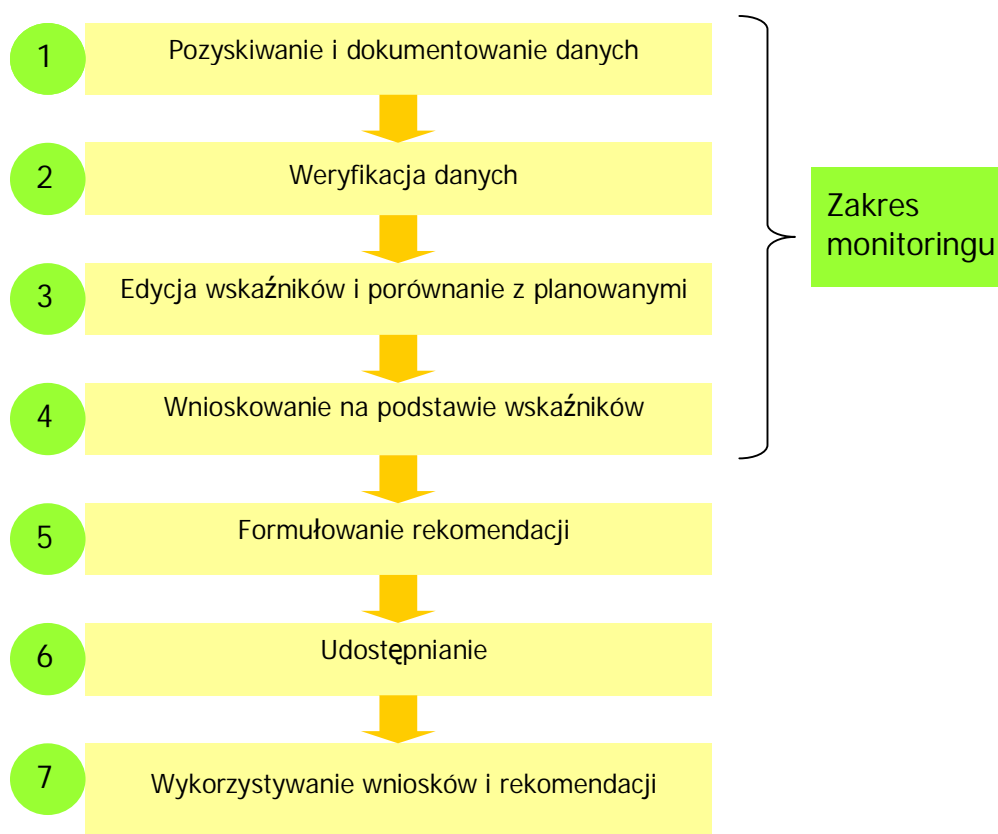 1
Pozyskiwanie i dokumentowanie danych
2
Weryfikacja danych
3
Edycja wskaźników i porównanie z planowanymi
4
Wnioskowanie na podstawie wskaźników
Zakres
monitoringu
5
Formułowanie rekomendacji
6
Udostępnianie
7
Wykorzystywanie wniosków i rekomendacji